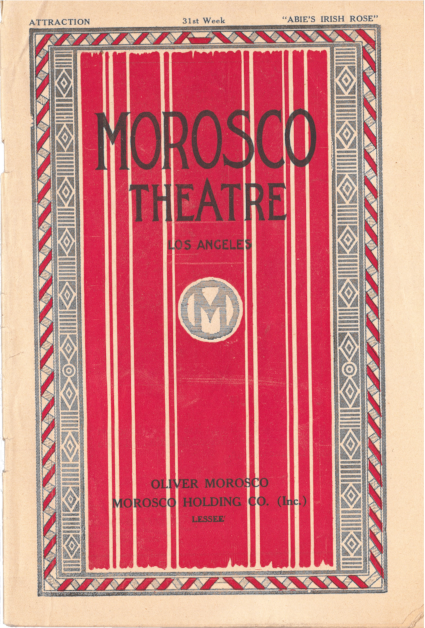 ATTRACTION 31st Week "ABIE'S IRISH ROSE"
MOROSCO
THEATRE
LOS ANGELES
M
OLIVER MOROSCO
MOROSCO HOLDING CO. (Inc.)
LESSEE